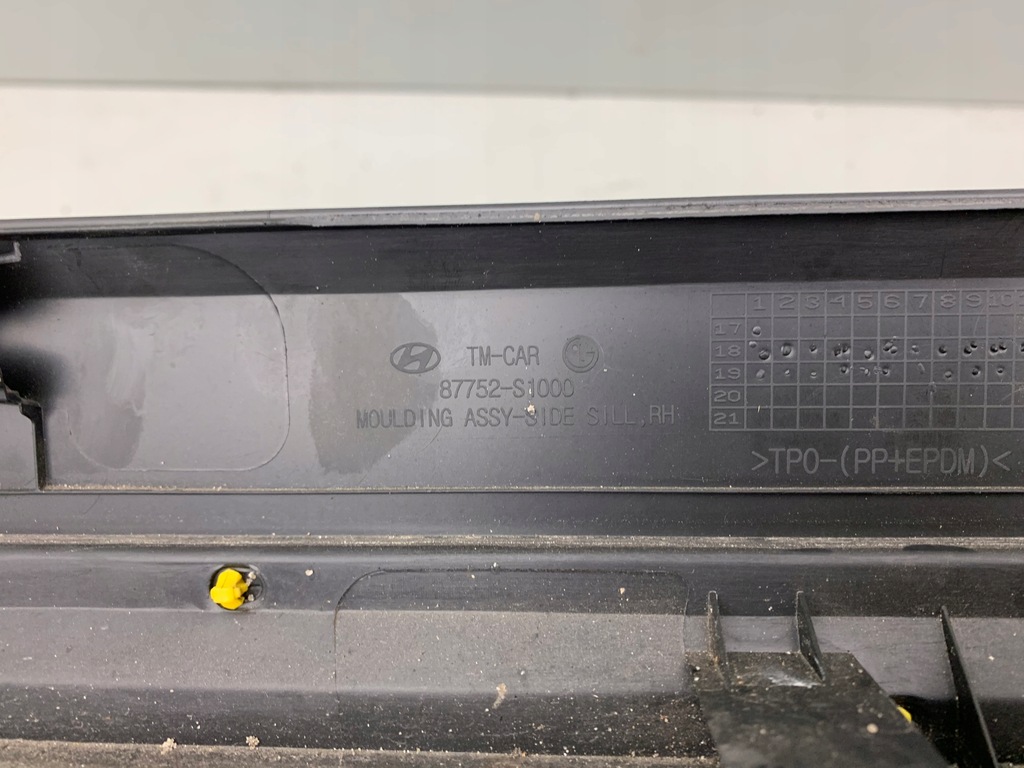 TM-CAR
87752-S1000
MOULDING ASSY-SIDE SILL,RH
1 2 3 4 5 6 7 8 9 10
17
18
19
20
21
>TPO-(PP+EPDM)<